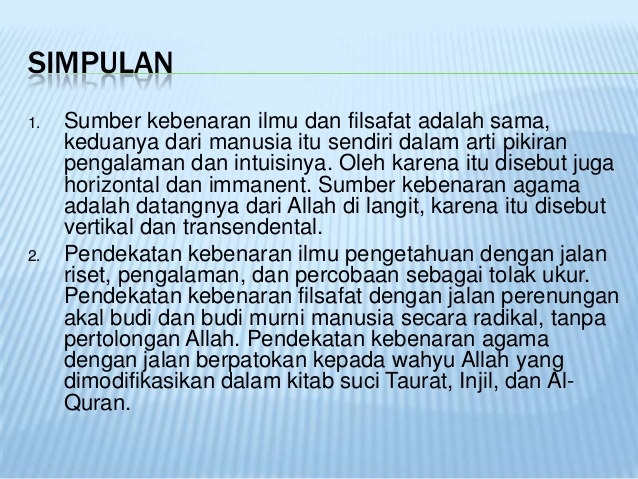 SIMPULAN
1. Sumber kebenaran ilmu dan filsafat adalah sama,
keduanya dari manusia itu sendiri dalam arti pikiran
pengalaman dan intuisinya. Oleh karena itu disebut juga
horizontal dan immanent. Sumber kebenaran agama
adalah datangnya dari Allah di langit, karena itu disebut
vertikal dan transendental.
2. Pendekatan kebenaran ilmu pengetahuan dengan jalan
riset, pengalaman, dan percobaan sebagai tolak ukur.
Pendekatan kebenaran filsafat dengan jalan perenungan
akal budi dan budi murni manusia secara radikal, tanpa
pertolongan Allah. Pendekatan kebenaran agama
dengan jalan berpatokan kepada wahyu Allah yang
dimodifikasikan dalam kitab suci Taurat, Injil, dan Al-
Quran.